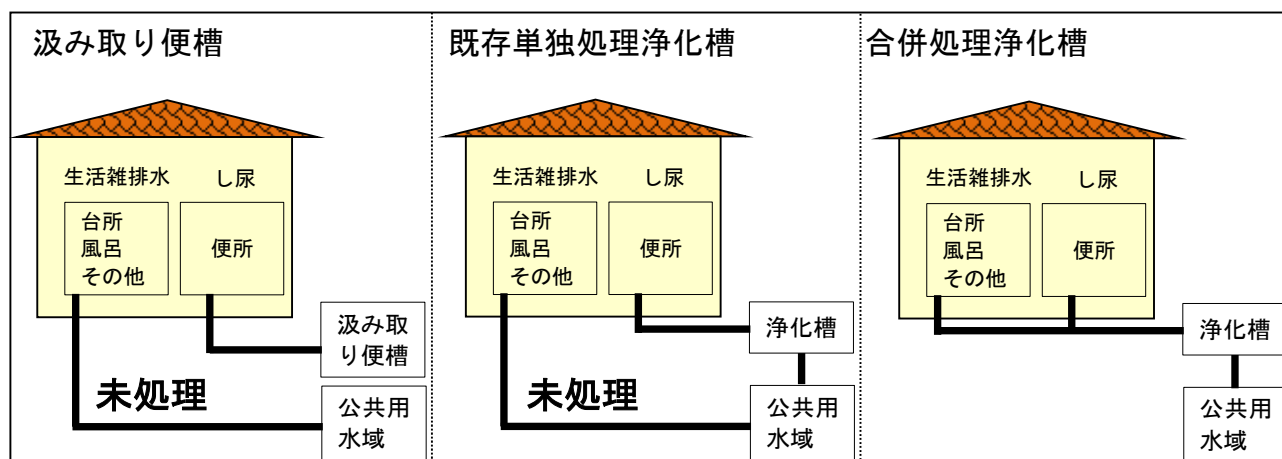 汲み取り便槽
生活雑排水
し尿
台所
風呂
その他
便所
汲み取
り便槽
未処理
公共用
水域
既存単独処理浄化槽
生活雑排水
し尿
台所
風呂
その他
便所
浄化槽
未処理
公共用
水域
合併処理浄化槽
生活雑排水
し尿
台所
風呂
その他
便所
浄化槽
公共用
水域